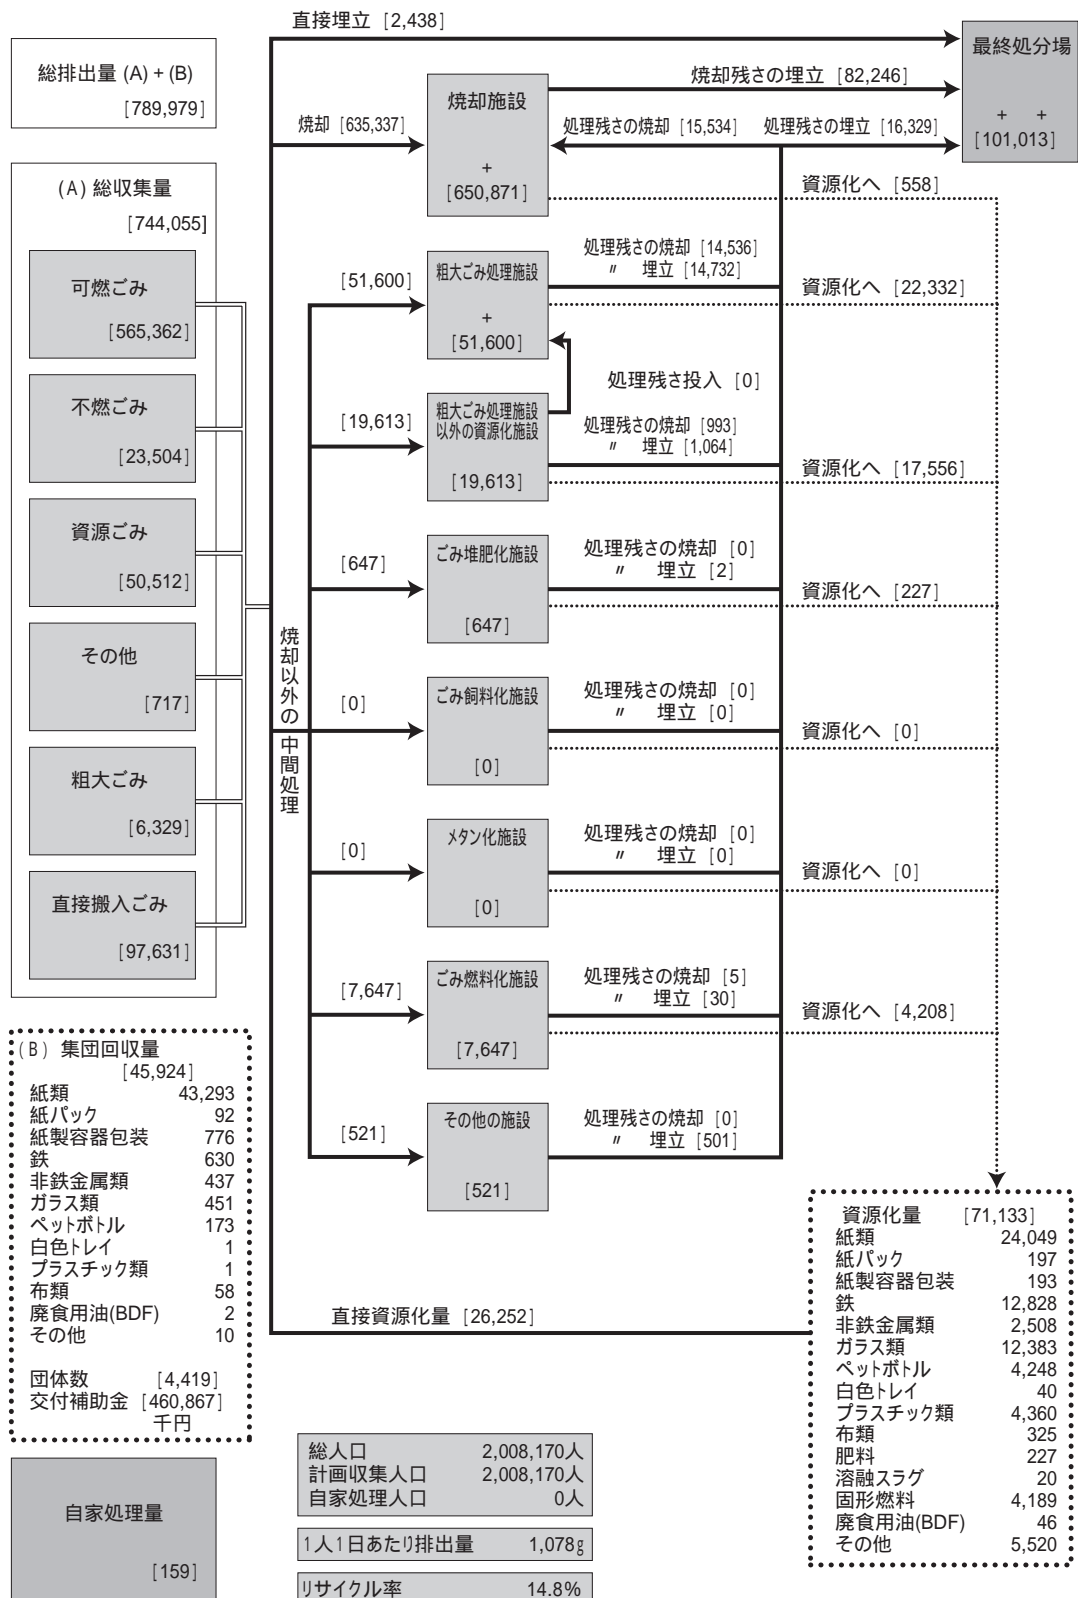 直接埋立 [2,438]
総排出量 (A) + (B)
[789,979]
最終処分場
+ +
[101,013]
焼却残さの埋立 [82,246]
焼却施設
+
[650,871]
焼却 [635,337]
処理残さの焼却 [15,534]
処理残さの埋立 [16,329]
資源化へ [558]
(A) 総収集量
[744,055]
可燃ごみ
[565,362]
不燃ごみ
[23,504]
資源ごみ
[50,512]
その他
[717]
粗大ごみ
[6,329]
直接搬入ごみ
[97,631]
焼却以外の中間処理
[51,600]
粗大ごみ処理施設
+
[51,600]
処理残さの焼却 [14,536]
〃 埋立 [14,732]
資源化へ [22,332]
処理残さ投入 [0]
[19,613]
粗大ごみ処理施設
以外の資源化施設
[19,613]
処理残さの焼却 [993]
〃 埋立 [1,064]
資源化へ [17,556]
[647]
ごみ堆肥化施設
[647]
処理残さの焼却 [0]
〃 埋立 [2]
資源化へ [227]
[0]
ごみ飼料化施設
[0]
処理残さの焼却 [0]
〃 埋立 [0]
資源化へ [0]
[0]
メタン化施設
[0]
処理残さの焼却 [0]
〃 埋立 [0]
資源化へ [0]
[7,647]
ごみ燃料化施設
[7,647]
処理残さの焼却 [5]
〃 埋立 [30]
資源化へ [4,208]
[521]
その他の施設
[521]
処理残さの焼却 [0]
〃 埋立 [501]
(B) 集団回収量
[45,924]
紙類 43,293
紙パック 92
紙製容器包装 776
鉄 630
非鉄金属類 437
ガラス類 451
ペットボトル 173
白色トレイ 1
プラスチック類 1
布類 58
廃食用油(BDF) 2
その他 10
団体数 [4,419]
交付補助金 [460,867]
千円
直接資源化量 [26,252]
資源化量 [71,133]
紙類 24,049
紙パック 197
紙製容器包装 193
鉄 12,828
非鉄金属類 2,508
ガラス類 12,383
ペットボトル 4,248
白色トレイ 40
プラスチック類 4,360
布類 325
肥料 227
溶融スラグ 20
固形燃料 4,189
廃食用油(BDF) 46
その他 5,520
自家処理量
[159]
総人口 2,008,170人
計画収集人口 2,008,170人
自家処理人口 0人
1人1日あたり排出量 1,078g
リサイクル率 14.8%